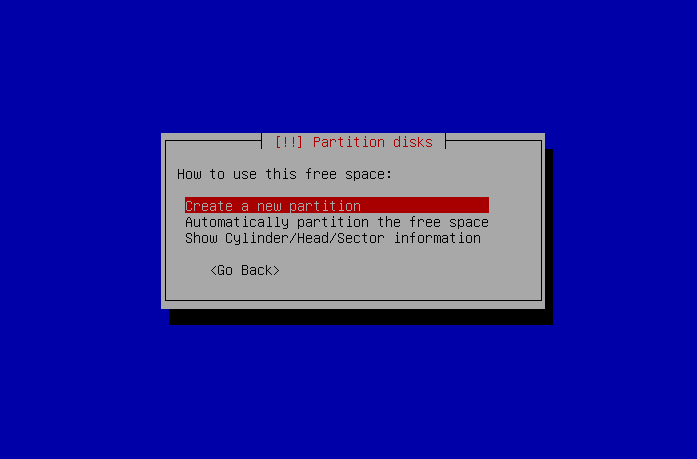 [!!] Partition disks
How to use this free space:
Create a new partition
Automatically partition the free space
Show Cylinder/Head/Sector information
<Go Back>